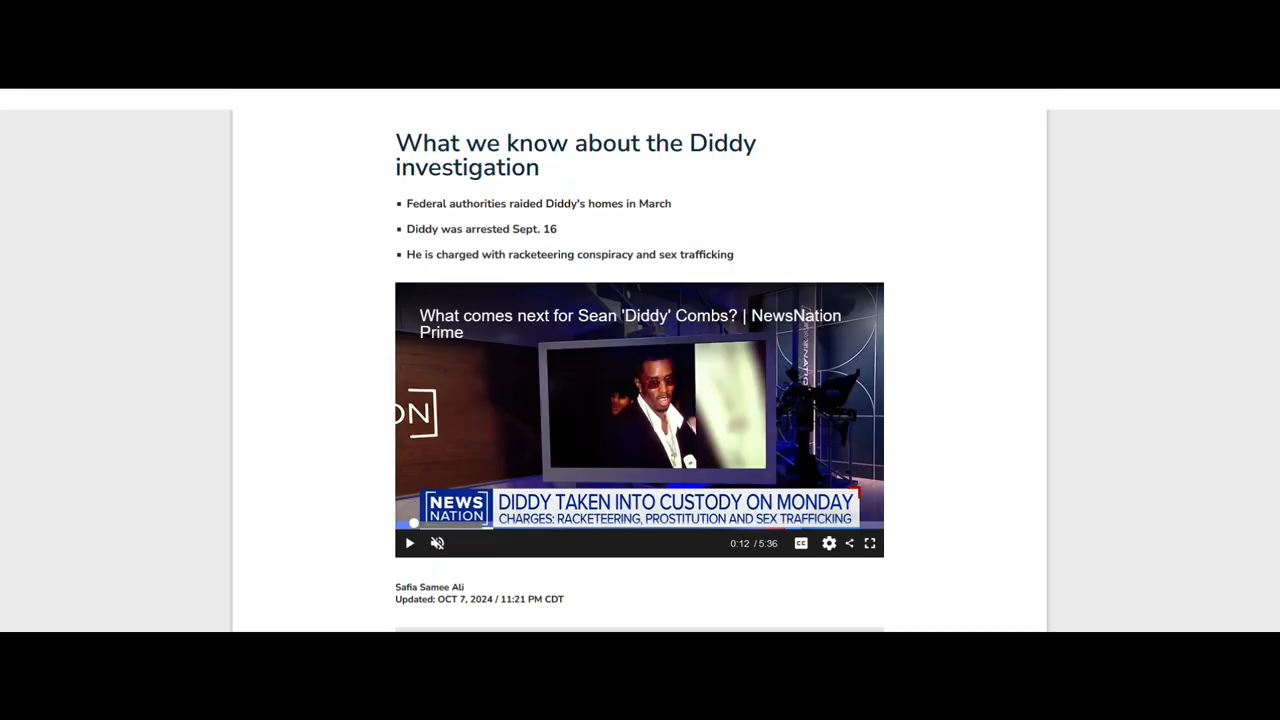 What we know about the Diddy
investigation
▪ Federal authorities raided Diddy's homes in March
▪ Diddy was arrested Sept. 16
▪ He is charged with racketeering conspiracy and sex trafficking
What comes next for Sean 'Diddy' Combs? | NewsNation
Prime
ON
NEWS
NATION
DIDDY TAKEN INTO CUSTODY ON MONDAY
CHARGES: RACKETEERING, PROSTITUTION AND SEX TRAFFICKING
0:12 / 5:36
CC
Safia Samee Ali
Updated: OCT 7, 2024 / 11:21 PM CDT